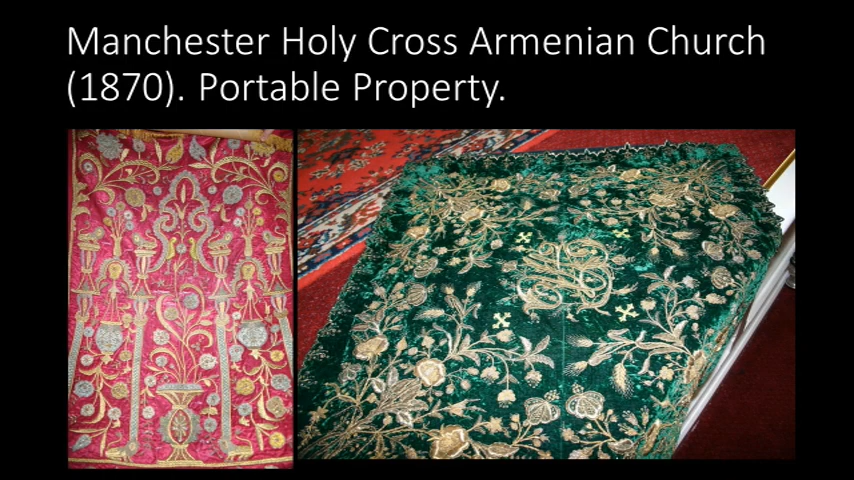 Manchester Holy Cross Armenian Church
(1870). Portable Property.